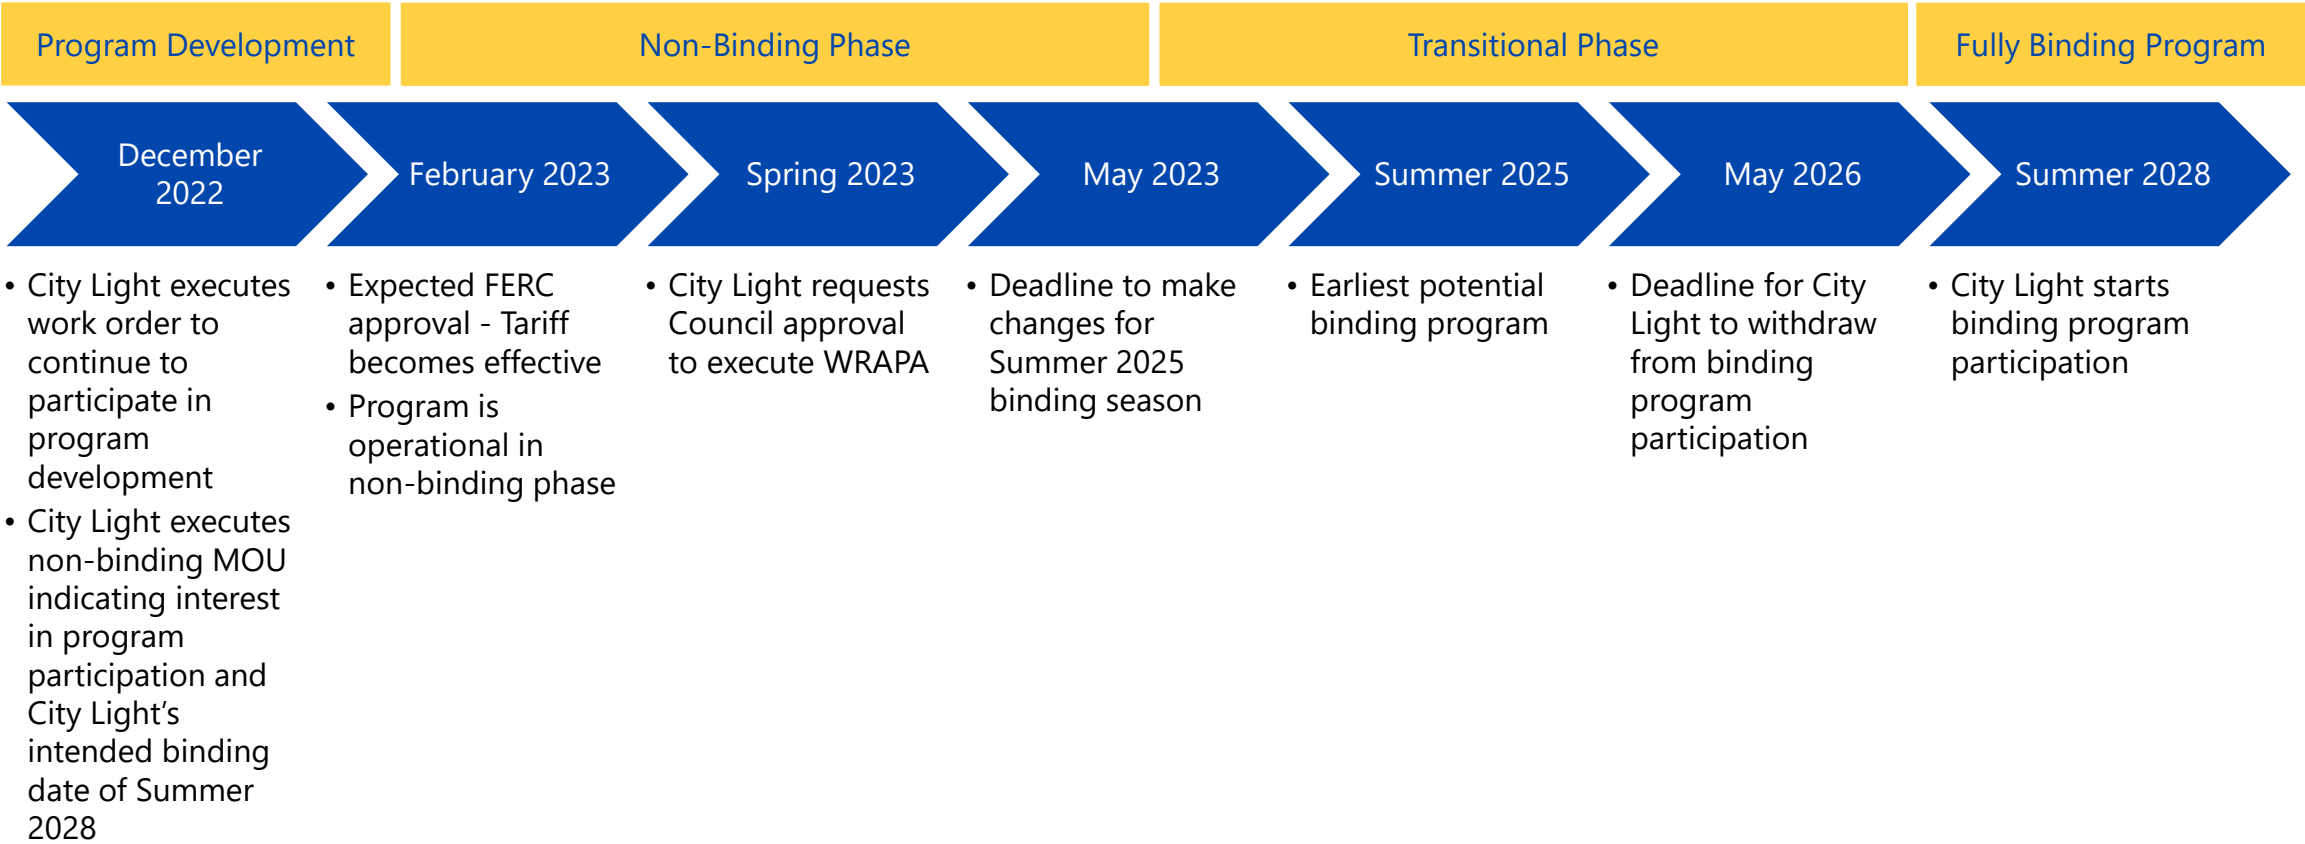 Program Development
Non-Binding Phase
Transitional Phase
Fully Binding Program
December
2022
February 2023
Spring 2023
May 2023
Summer 2025
May 2026
Summer 2028
• City Light executes
work order to
continue to
participate in
program
development
• City Light executes
non-binding MOU
indicating interest
in program
participation and
City Light’s
intended binding
date of Summer
2028
• Expected FERC
approval - Tariff
becomes effective
• Program is
operational in
non-binding phase
• City Light requests
Council approval
to execute WRAPA
• Deadline to make
changes for
Summer 2025
binding season
• Earliest potential
binding program
• Deadline for City
Light to withdraw
from binding
program
participation
• City Light starts
binding program
participation